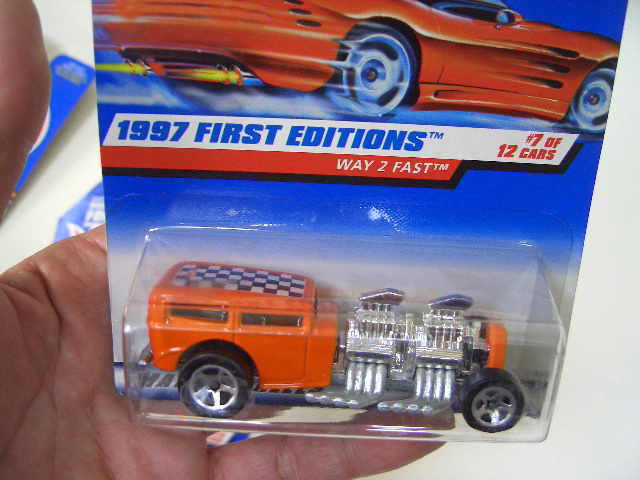 1997 FIRST EDITIONS™
#7 OF
12 CARS
WAY 2 FAST™